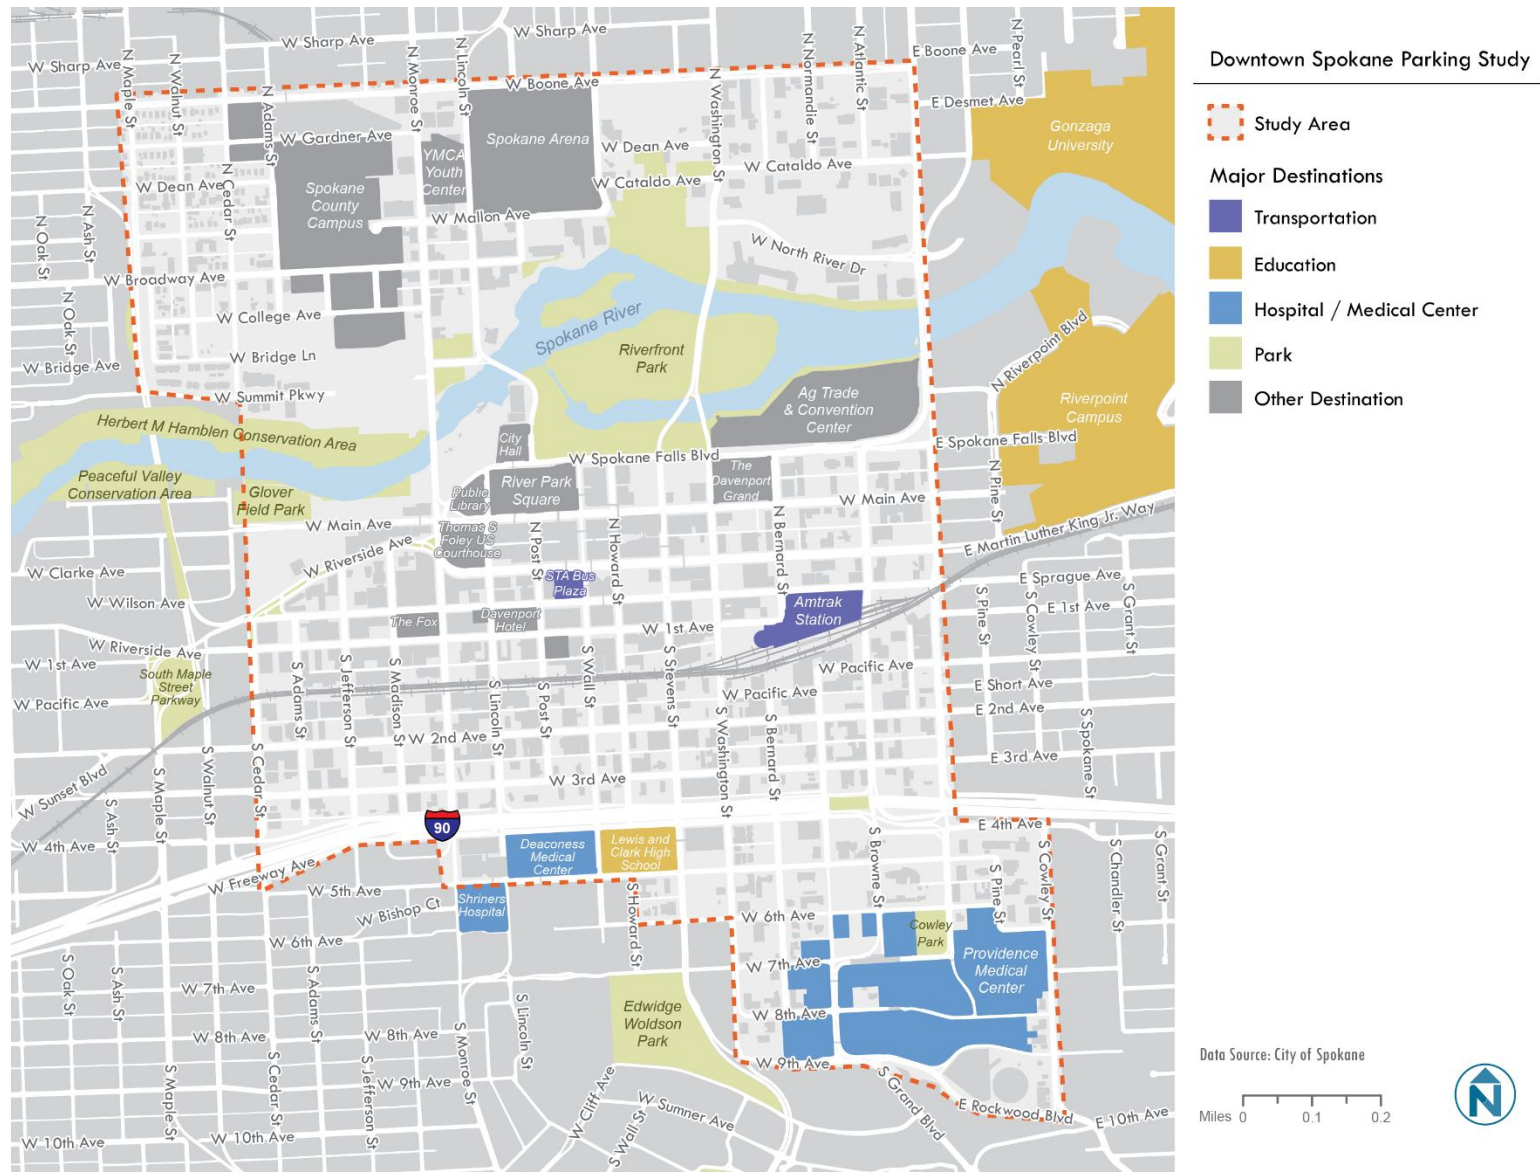 Downtown Spokane Parking Study
Study Area
Major Destinations
Transportation
Education
Hospital / Medical Center
Park
Other Destination
Data Source: City of Spokane
Miles 0 0.1 0.2
N
W Sharp Ave
W Sharp Ave
W Sharp Ave
N Maple St
N Walnut St
N Adams St
N Monroe St
N Lincoln St
W Boone Ave
N Washington St
N Normandie St
N Atlantic St
E Boone Ave
N Pearl St
E Desmet Ave
Gonzaga
University
W Gardner Ave
YMCA
Youth
Center
Spokane Arena
W Dean Ave
W Cataldo Ave
W Cataldo Ave
W Dean Ave
N Cedar St
Spokane
County
Campus
W Mallon Ave
N Oak St
N Ash St
W Broadway Ave
W North River Dr
N Oak St
W College Ave
Spokane River
Riverfront
Park
W Bridge Ave
W Bridge Ln
W Summit Pkwy
N Riverpoint Blvd
Riverpoint
Campus
Ag Trade
& Convention
Center
Herbert M Hamblen Conservation Area
City
Hall
E Spokane Falls Blvd
W Spokane Falls Blvd
Peaceful Valley
Conservation Area
Glover
Field Park
Public
Library
River Park
Square
The
Davenport
Grand
W Main Ave
N Pine St
W Main Ave
Thomas S
Foley US
Courthouse
N Post St
N Howard St
N Bernard St
E Martin Luther King Jr. Way
W Riverside Ave
W Clarke Ave
STA Bus
Plaza
E Sprague Ave
W Wilson Ave
Amtrak
Station
S Pine St
S Cowley St
E 1st Ave
S Grant St
The Fox
Davenport
Hotel
W 1st Ave
W Riverside Ave
W 1st Ave
South Maple
Street
Parkway
S Adams St
S Jefferson St
S Madison St
S Lincoln St
S Post St
S Wall St
S Stevens St
W Pacific Ave
W Pacific Ave
W Pacific Ave
E Short Ave
E 2nd Ave
S Washington St
S Bernard St
S Spokane St
W 2nd Ave
E 3rd Ave
W 3rd Ave
W Sunset Blvd
S Ash St
S Maple St
S Walnut St
S Cedar St
90
W 4th Ave
E 4th Ave
W Freeway Ave
Deaconess
Medical
Center
Lewis and
Clark High
School
S Browne St
S Pine St
S Cowley St
S Chandler St
S Grant St
W 5th Ave
W Bishop Ct
Shriners
Hospital
S Howard St
W 6th Ave
W 6th Ave
Cowley
Park
Providence
Medical
Center
W 7th Ave
S Oak St
S Ash St
S Adams St
W 7th Ave
Edwidge
Woldson
Park
W 8th Ave
W 8th Ave
W 8th Ave
S Monroe St
S Lincoln St
W 9th Ave
W 9th Ave
S Maple St
S Cedar St
S Jefferson St
W Cliff Ave
W Sumner Ave
S Wall St
S Grand Blvd
E Rockwood Blvd
E 10th Ave
W 10th Ave
W 10th Ave